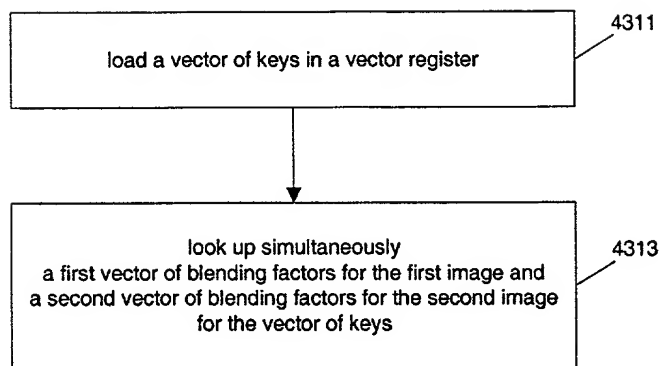 4311
load a vector of keys in a vector register
look up simultaneously
a first vector of blending factors for the first image and
a second vector of blending factors for the second image
for the vector of keys
4313